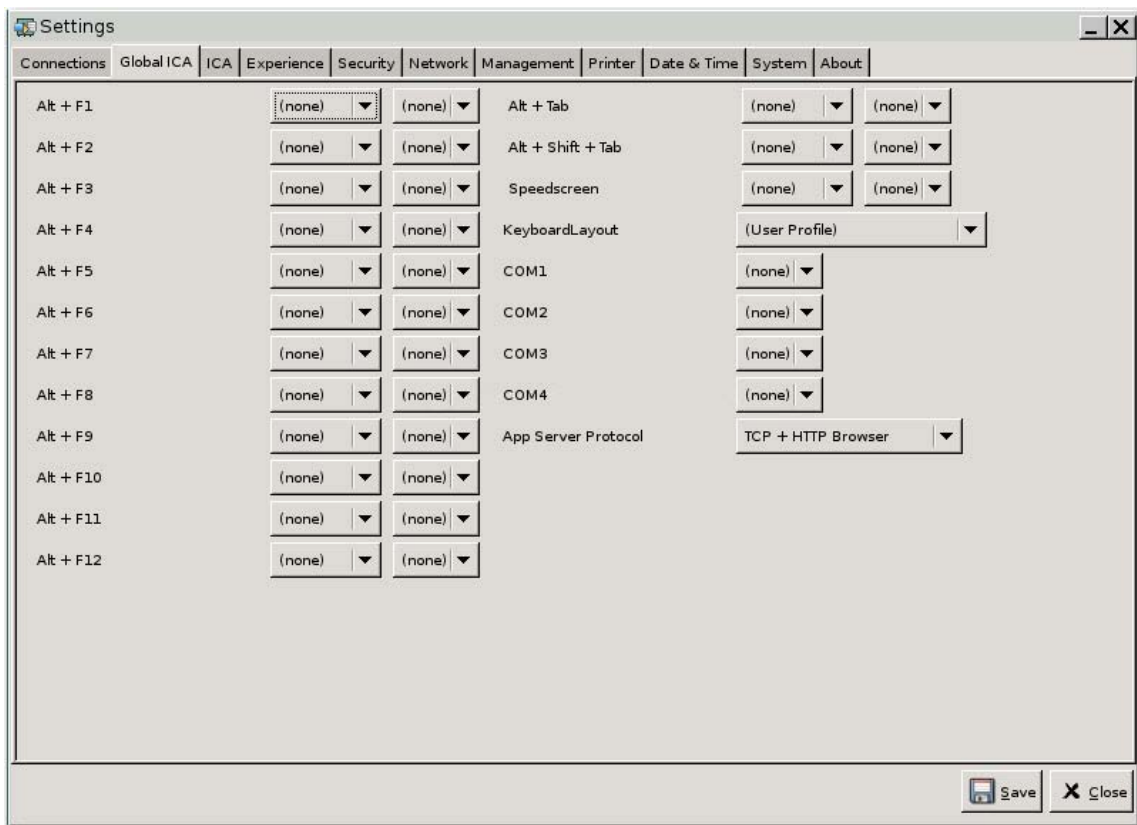 Settings
Connections Global ICA ICA Experience Security Network Management Printer Date & Time System About
Alt + F1 (none) (none) Alt + Tab (none) (none)
Alt + F2 (none) (none) Alt + Shift + Tab (none) (none)
Alt + F3 (none) (none) Speedscreen (none) (none)
Alt + F4 (none) (none) KeyboardLayout (User Profile)
Alt + F5 (none) (none) COM1 (none)
Alt + F6 (none) (none) COM2 (none)
Alt + F7 (none) (none) COM3 (none)
Alt + F8 (none) (none) COM4 (none)
Alt + F9 (none) (none) App Server Protocol TCP + HTTP Browser
Alt + F10 (none) (none)
Alt + F11 (none) (none)
Alt + F12 (none) (none)
Save Close